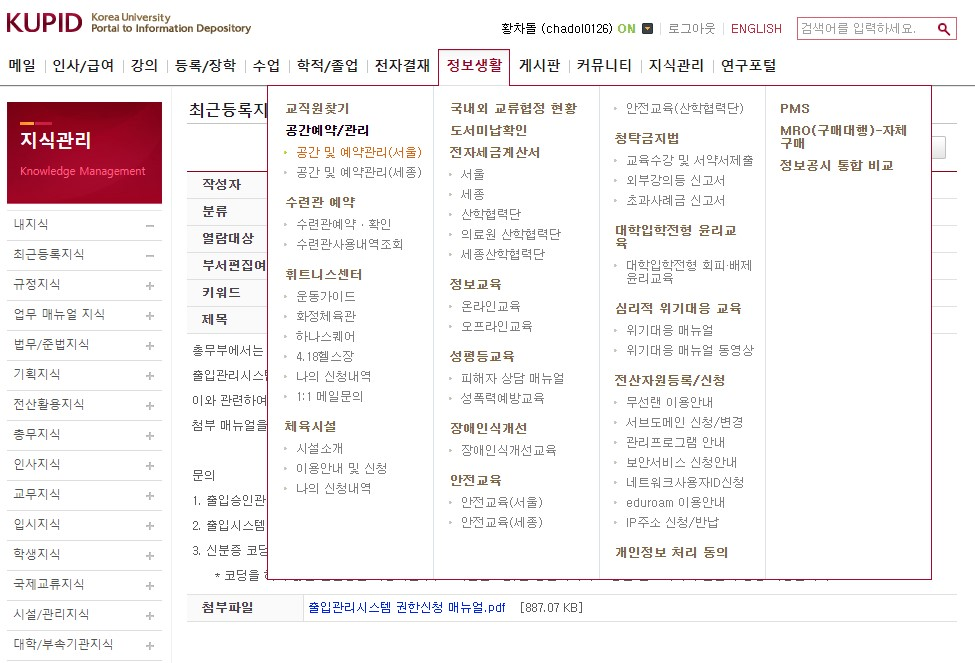 KUPID Korea University
Portal to Information Depository
황차돌 (chadol0126) ON 로그아웃 ENGLISH 검색어를 입력하세요.
메일 인사/급여 강의 등록/장학 수업 학적/졸업 전자결재 정보생활 게시판 커뮤니티 지식관리 연구포털
지식관리
Knowledge Management
내지식
최근등록지식
규정지식
업무 매뉴얼 지식
법무/준법지식
기획지식
전산활용지식
총무지식
인사지식
교무지식
입시지식
학생지식
국제교류지식
시설/관리지식
대학/부속기관지식
최근등록지
작성자
분류
열람대상
부서편집여
키워드
제목
총무부에서는
출입관리시스템
이와 관련하여
첨부 매뉴얼을
문의
1. 출입승인관
2. 출입시스템
3. 신분증 코딩
* 코딩을
첨부파일 출입관리시스템 권한신청 매뉴얼.pdf [887.07 KB]
교직원찾기
공간예약/관리
공간 및 예약관리(서울)
공간 및 예약관리(세종)
수련관 예약
수련관예약 · 확인
수련관사용내역조회
휘트니스센터
운동가이드
화정체육관
하나스퀘어
4.18헬스장
나의 신청내역
1:1 메일문의
체육시설
시설소개
이용안내 및 신청
나의 신청내역
국내외 교류협정 현황
도서미납확인
전자세금계산서
서울
세종
산학협력단
의료원 산학협력단
세종산학협력단
정보교육
온라인교육
오프라인교육
성평등교육
피해자 상담 매뉴얼
성폭력예방교육
장애인식개선
장애인식개선교육
안전교육
안전교육(서울)
안전교육(세종)
안전교육(산학협력단)
청탁금지법
교육수강 및 서약서제출
외부강의등 신고서
초과사례금 신고서
대학입학전형 윤리교
육
대학입학전형 회피·배제
윤리교육
심리적 위기대응 교육
위기대응 매뉴얼
위기대응 매뉴얼 동영상
전산자원등록/신청
무선랜 이용안내
서브도메인 신청/변경
관리프로그램 안내
보안서비스 신청안내
네트워크사용자ID신청
eduroam 이용안내
IP주소 신청/반납
개인정보 처리 동의
PMS
MRO(구매대행)-자체
구매
정보공시 통합 비교